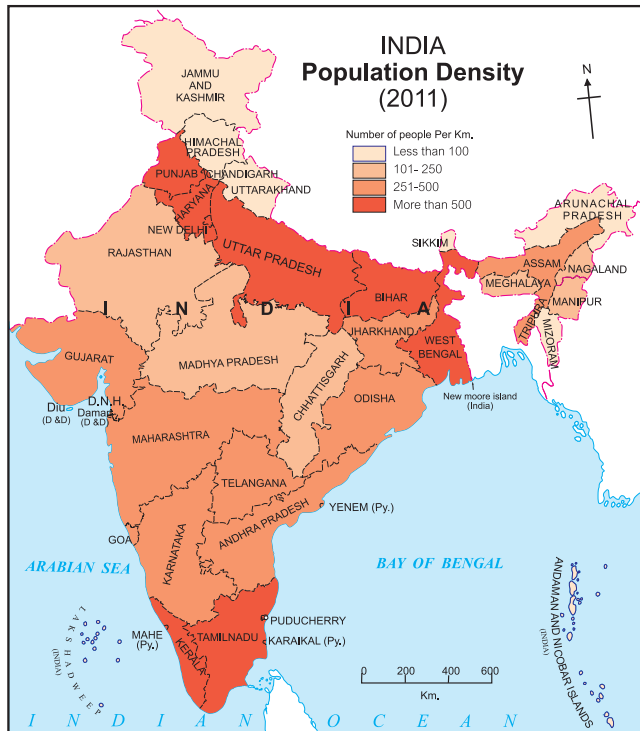 INDIA
Population Density
(2011)
N
Number of people Per Km.
Less than 100
101- 250
251-500
More than 500
JAMMU
AND
KASHMIR
HIMACHAL
PRADESH
PUNJAB
CHANDIGARH
UTTARAKHAND
HARYANA
NEW DELHI
RAJASTHAN
UTTAR PRADESH
SIKKIM
ARUNACHAL
PRADESH
ASSAM
NAGALAND
MEGHALAYA
MANIPUR
TRIPURA
MIZORAM
BIHAR
I N D I A
JHARKHAND
WEST
BENGAL
GUJARAT
MADHYA PRADESH
CHHATTISGARH
New moore island
(India)
D.N.H.
Diu
(D &D)
Daman
(D &D)
ODISHA
MAHARASHTRA
TELANGANA
ANDHRA PRADESH
YENEM (Py.)
GOA
KARNATAKA
ARABIAN SEA
BAY OF BENGAL
ANDAMAN AND NICOBAR ISLANDS
(INDIA)
LAKSHADWEEP
(INDIA)
MAHE
(Py.)
KERALA
TAMILNADU
PUDUCHERRY
KARAIKAL (Py.)
0 200 400 600
Km.
I N D I A N O C E A N